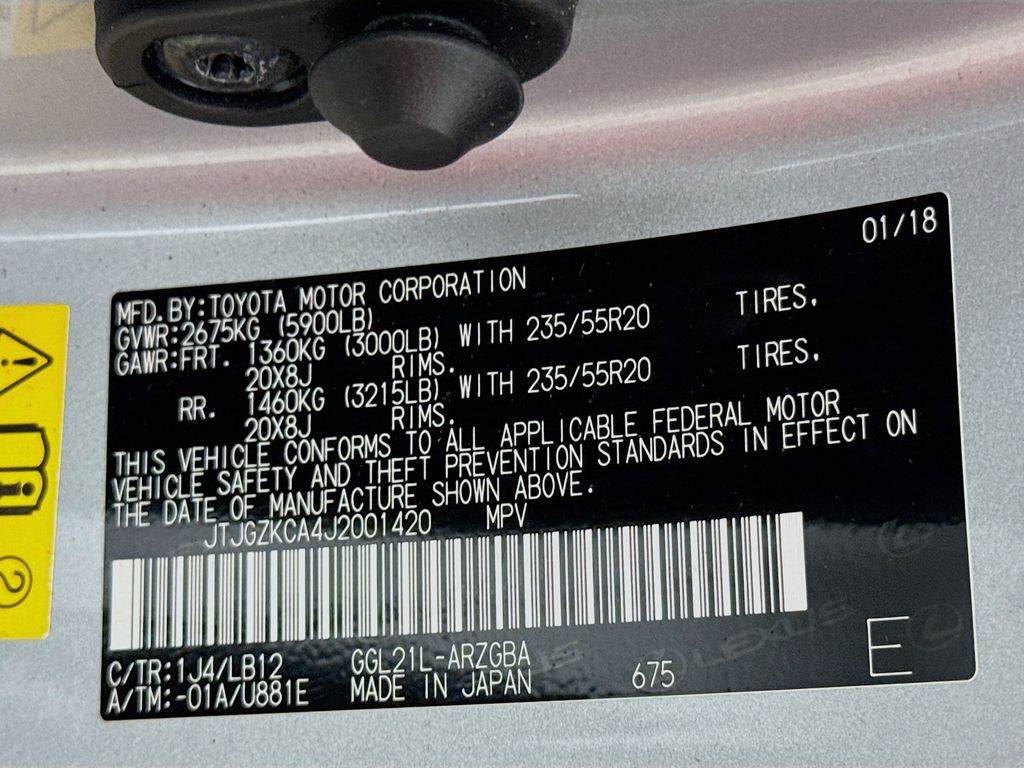 01/18
MFD.BY:TOYOTA MOTOR CORPORATION
GVWR:2675KG (5900LB)
GAWR:FRT. 1360KG (3000LB) WITH 235/55R20 TIRES,
20X8J RIMS.
RR. 1460KG (3215LB) WITH 235/55R20 TIRES,
20X8J RIMS.
THIS VEHICLE CONFORMS TO ALL APPLICABLE FEDERAL MOTOR
VEHICLE SAFETY AND THEFT PREVENTION STANDARDS IN EFFECT ON
THE DATE OF MANUFACTURE SHOWN ABOVE.
JTJGZKCA4J2001420 MPV
C/TR:1J4/LB12 GGL21L-ARZGBA
A/TM:-01A/U881E MADE IN JAPAN 675 E
LEXUS
2